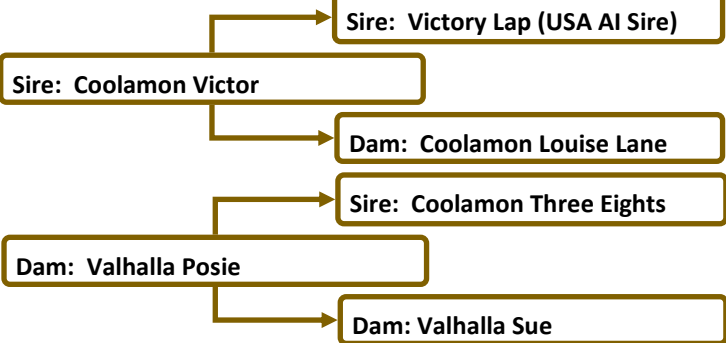 Sire:  Victory Lap (USA AI Sire)
Sire:  Coolamon Victor
Dam:  Coolamon Louise Lane
Sire:  Coolamon Three Eights
Dam:  Valhalla Posie
Dam: Valhalla Sue